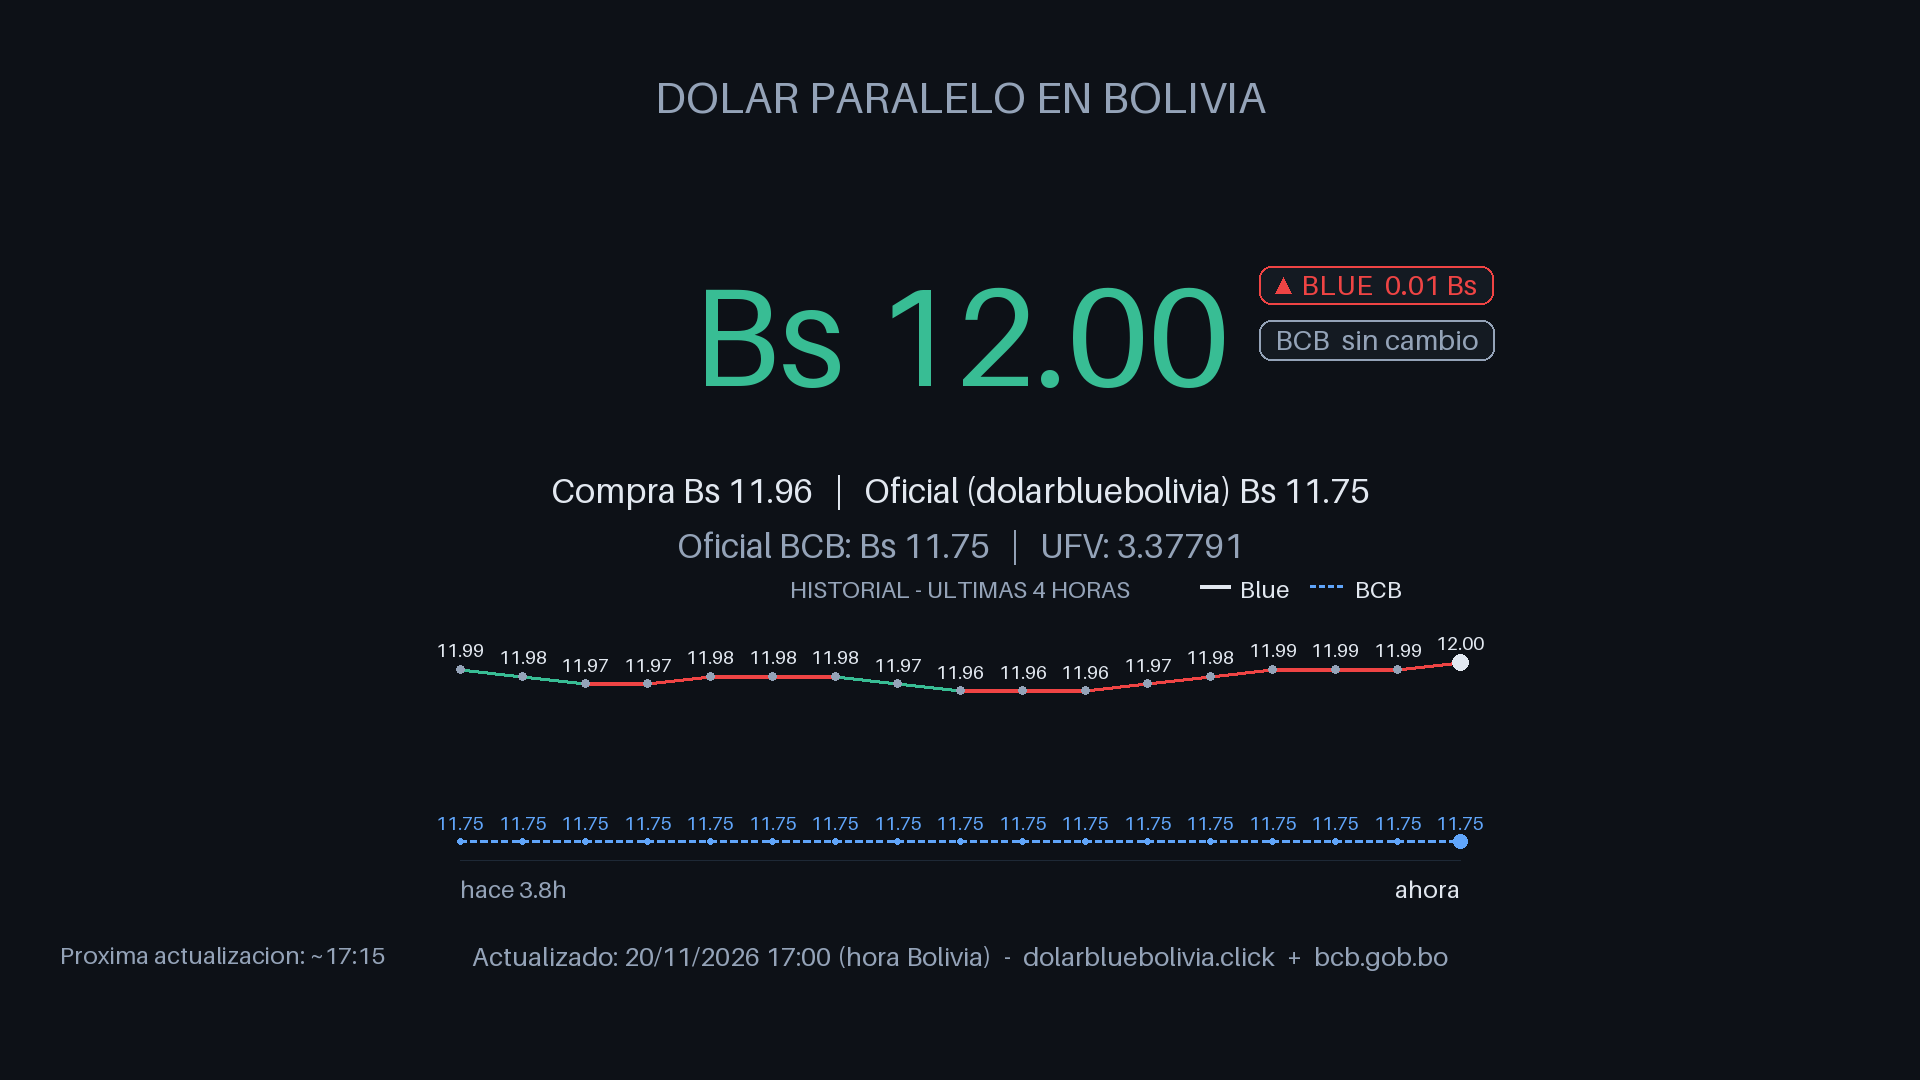 DOLAR PARALELO EN BOLIVIA
Bs 12.00
▲ BLUE 0.01 Bs
BCB sin cambio
Compra Bs 11.96 | Oficial (dolarbluebolivia) Bs 11.75
Oficial BCB: Bs 11.75 | UFV: 3.37791
HISTORIAL - ULTIMAS 4 HORAS Blue BCB
11.99 11.98 11.97 11.97 11.98 11.98 11.98 11.97 11.96 11.96 11.96 11.97 11.98 11.99 11.99 11.99 12.00
11.75 11.75 11.75 11.75 11.75 11.75 11.75 11.75 11.75 11.75 11.75 11.75 11.75 11.75 11.75 11.75 11.75
hace 3.8h ahora
Proxima actualizacion: ~17:15 Actualizado: 20/11/2026 17:00 (hora Bolivia) - dolarbluebolivia.click + bcb.gob.bo